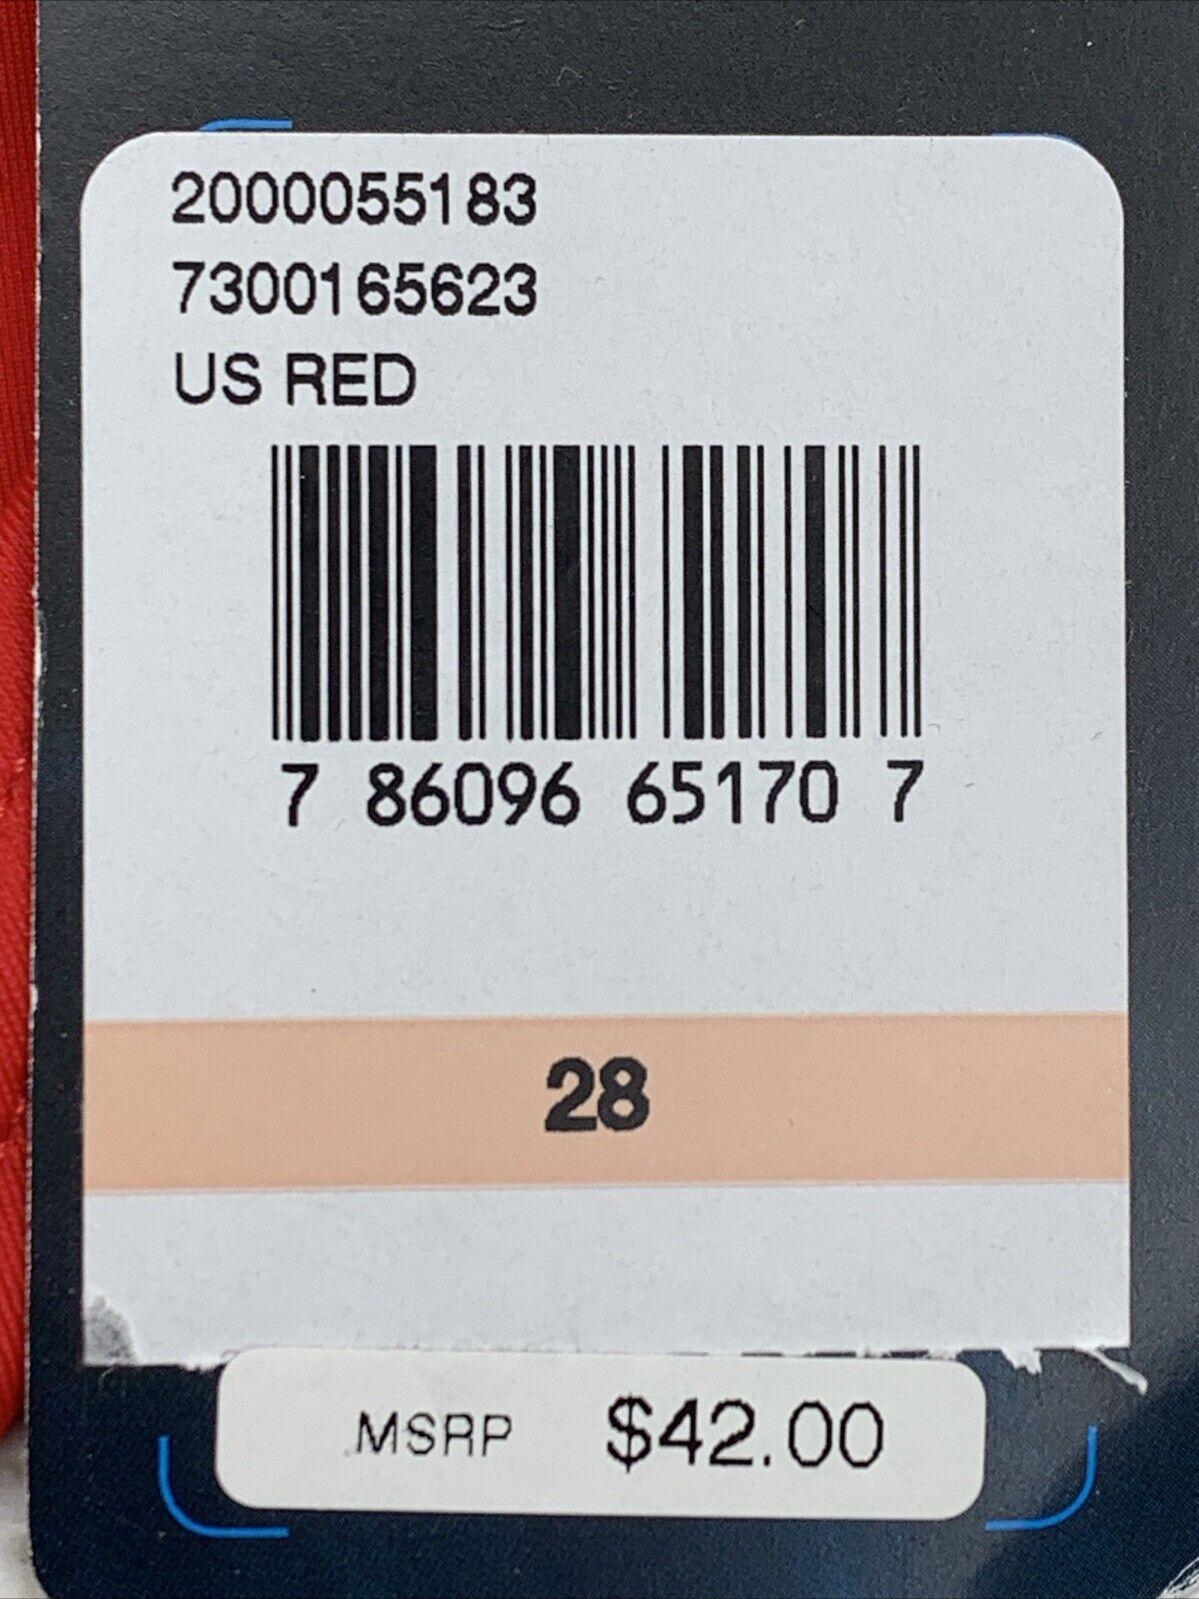 2000055183
7300165623
US RED
7 86096 65170 7
28
MSRP $42.00